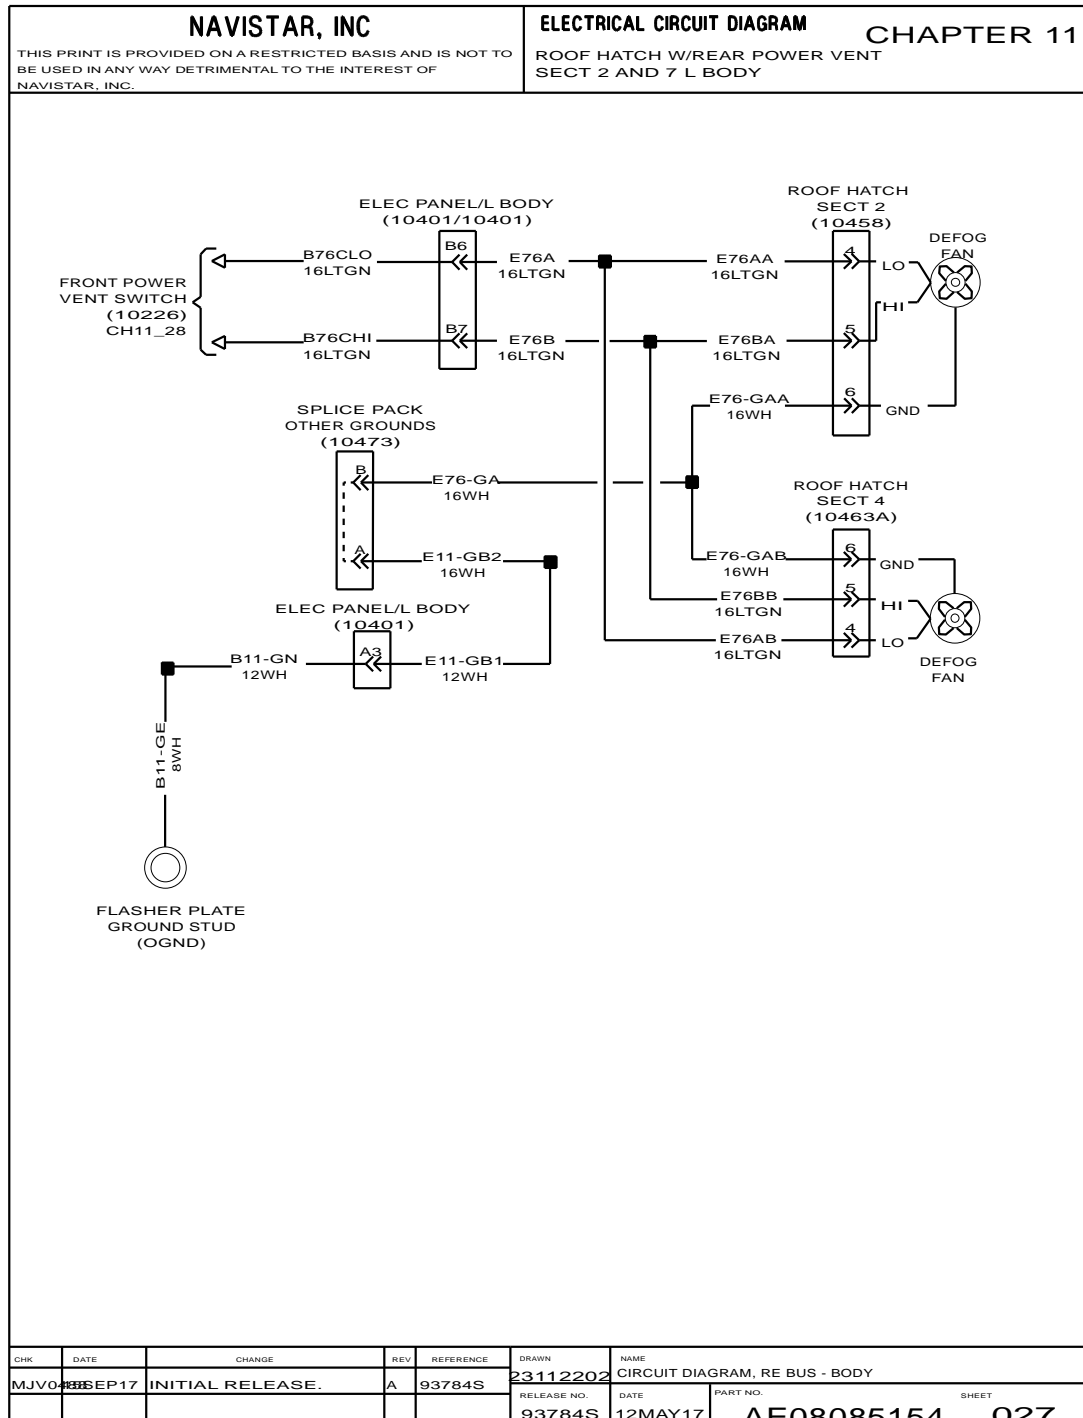 NAVISTAR, INC
THIS PRINT IS PROVIDED ON A RESTRICTED BASIS AND IS NOT TO
BE USED IN ANY WAY DETRIMENTAL TO THE INTEREST OF
NAVISTAR, INC.
ELECTRICAL CIRCUIT DIAGRAM
CHAPTER 11
ROOF HATCH W/REAR POWER VENT
SECT 2 AND 7 L BODY
ELEC PANEL/L BODY
(10401/10401)
ROOF HATCH
SECT 2
(10458)
DEFOG
FAN
B76CLO
16LTGN
B6
E76A
16LTGN
E76AA
16LTGN
4
LO
FRONT POWER
VENT SWITCH
(10226)
CH11_28
HI
B76CHI
16LTGN
B7
E76B
16LTGN
E76BA
16LTGN
5
E76-GAA
16WH
6
GND
SPLICE PACK
OTHER GROUNDS
(10473)
B
E76-GA
16WH
ROOF HATCH
SECT 4
(10463A)
A
E11-GB2
16WH
E76-GAB
16WH
6
GND
E76BB
16LTGN
5
HI
E76AB
16LTGN
4
LO
DEFOG
FAN
ELEC PANEL/L BODY
(10401)
B11-GN
12WH
A3
E11-GB1
12WH
B11-GE
8WH
FLASHER PLATE
GROUND STUD
(OGND)
CHK DATE CHANGE REV REFERENCE
SEP17 INITIAL RELEASE. A 93784S
DRAWN
23112202
NAME
CIRCUIT DIAGRAM, RE BUS - BODY
RELEASE NO.
93784S
DATE
12MAY17
PART NO.
AE08085154
SHEET
027